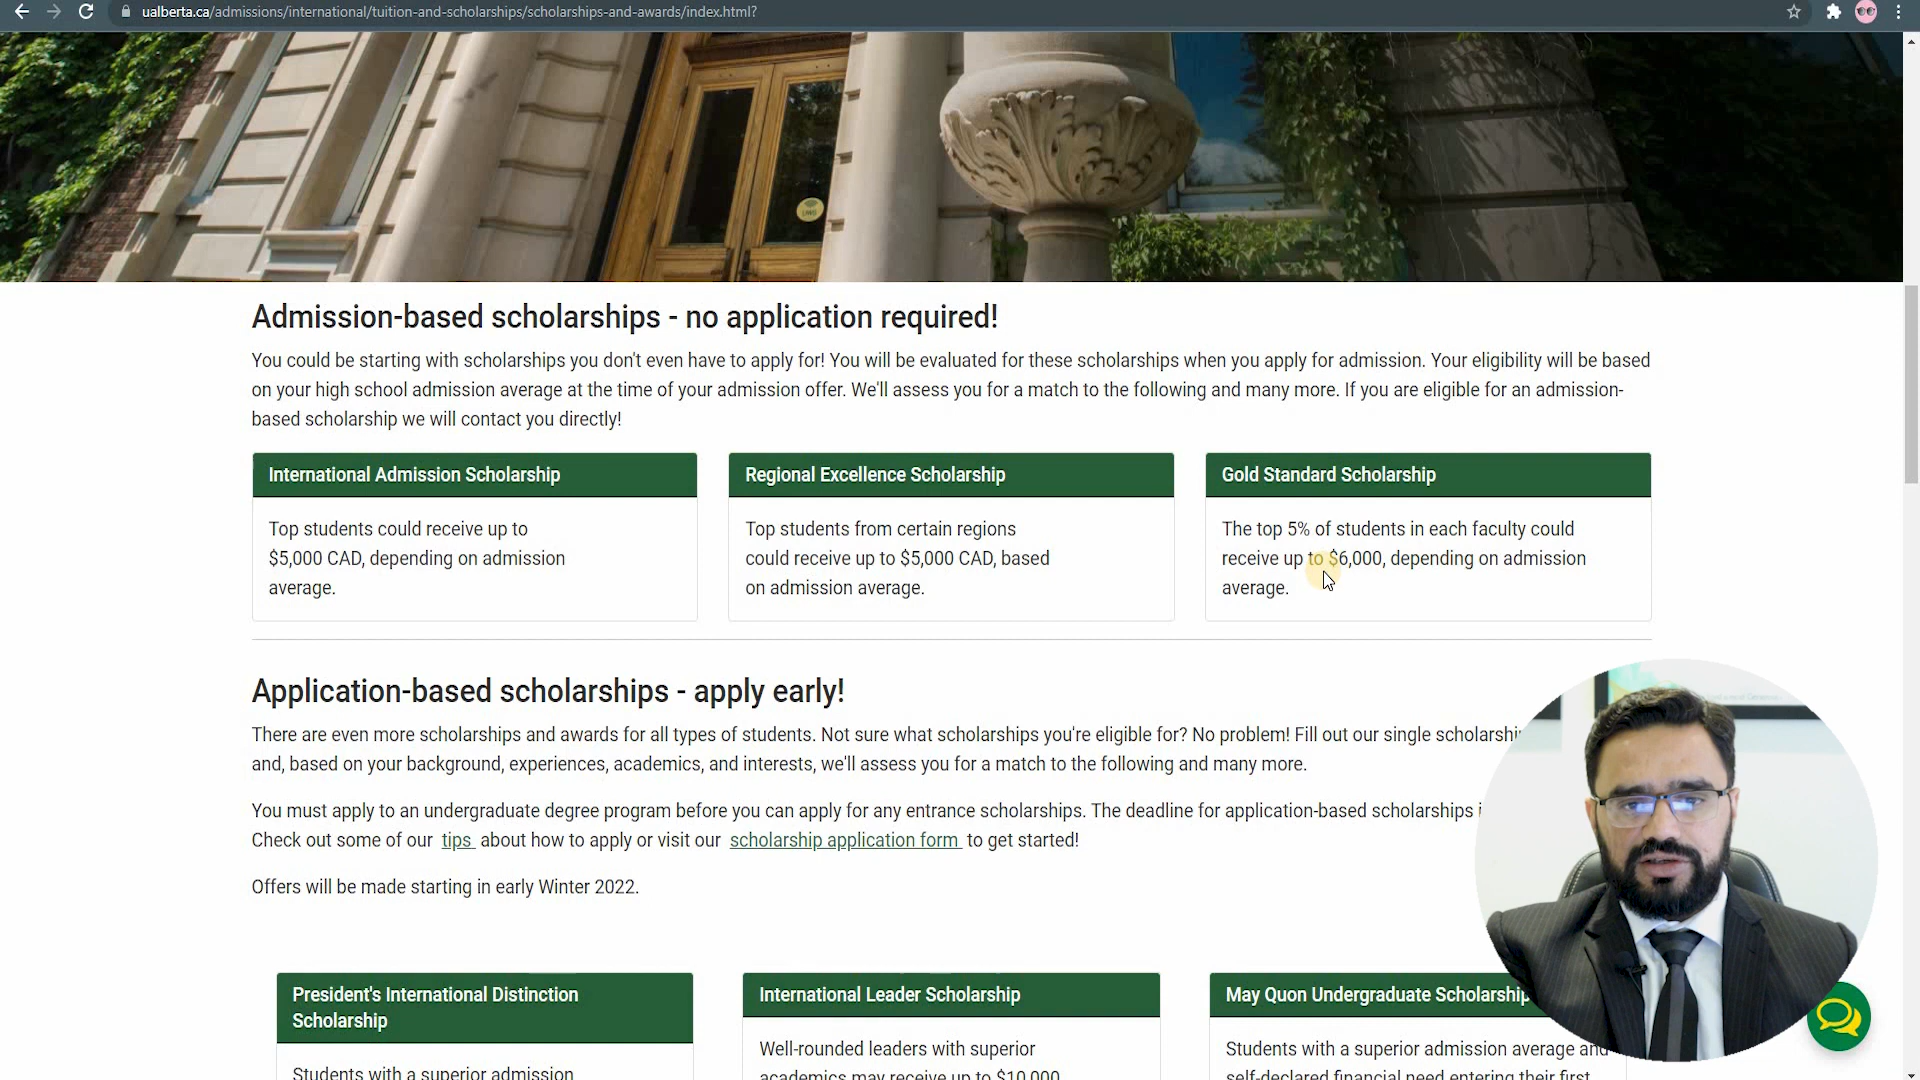 ualberta.ca/admissions/international/tuition-and-scholarships/scholarships-and-awards/index.html?
Admission-based scholarships - no application required!
You could be starting with scholarships you don't even have to apply for! You will be evaluated for these scholarships when you apply for admission. Your eligibility will be based
on your high school admission average at the time of your admission offer. We'll assess you for a match to the following and many more. If you are eligible for an admission-
based scholarship we will contact you directly!
International Admission Scholarship
Top students could receive up to
$5,000 CAD, depending on admission
average.
Regional Excellence Scholarship
Top students from certain regions
could receive up to $5,000 CAD, based
on admission average.
Gold Standard Scholarship
The top 5% of students in each faculty could
receive up to $6,000, depending on admission
average.
Application-based scholarships - apply early!
There are even more scholarships and awards for all types of students. Not sure what scholarships you're eligible for? No problem! Fill out our single
and, based on your background, experiences, academics, and interests, we'll assess you for a match to the following and many more.
You must apply to an undergraduate degree program before you can apply for any entrance scholarships. The deadline for application-based scholarships
Check out some of our tips about how to apply or visit our scholarship application form to get started!
Offers will be made starting in early Winter 2022.
President's International Distinction
Scholarship
Students with a superior admission
International Leader Scholarship
Well-rounded leaders with superior
academics may receive up to $10,000
May Quon Undergraduate Scholarship
Students with a superior admission average and
self-declared financial need entering their first